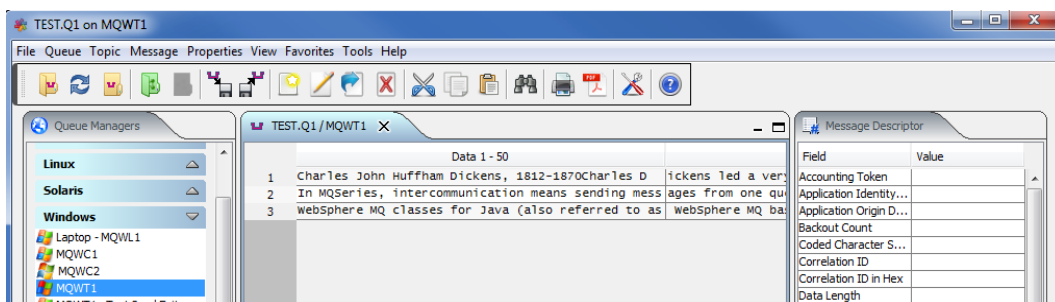 TEST.Q1 on MQWT1
File Queue Topic Message Properties View Favorites Tools Help
PDF
Queue Managers
Linux
Solaris
Windows
Laptop - MQWL1
MQWC1
MQWC2
MQWT1
TEST.Q1 / MQWT1
Data 1 - 50
1 Charles John Huffham Dickens, 1812-1870Charles D ickens led a very
2 In MQSeries, intercommunication means sending mess ages from one qu
3 WebSphere MQ classes for Java (also referred to as WebSphere MQ ba
Message Descriptor
Field Value
Accounting Token
Application Identity...
Application Origin D...
Backout Count
Coded Character S...
Correlation ID
Correlation ID in Hex
Data Length